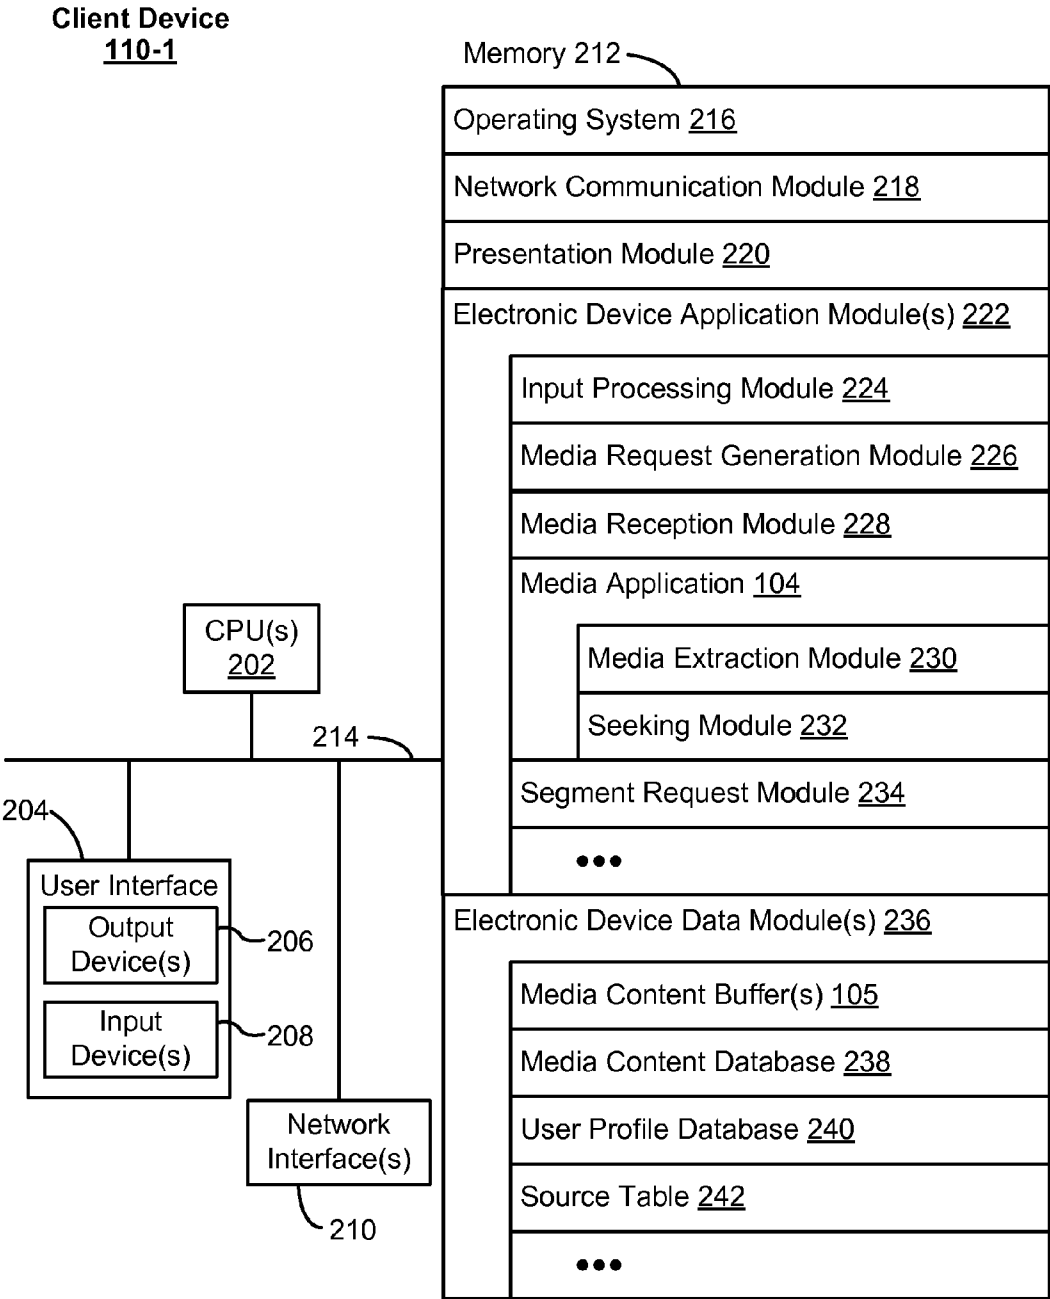 Client Device
110-1
Memory 212
Operating System 216
Network Communication Module 218
Presentation Module 220
Electronic Device Application Module(s) 222
Input Processing Module 224
Media Request Generation Module 226
Media Reception Module 228
Media Application 104
Media Extraction Module 230
Seeking Module 232
Segment Request Module 234
•••
Electronic Device Data Module(s) 236
Media Content Buffer(s) 105
Media Content Database 238
User Profile Database 240
Source Table 242
•••
CPU(s)
202
214
204
User Interface
Output
Device(s)
206
Input
Device(s)
208
Network
Interface(s)
210